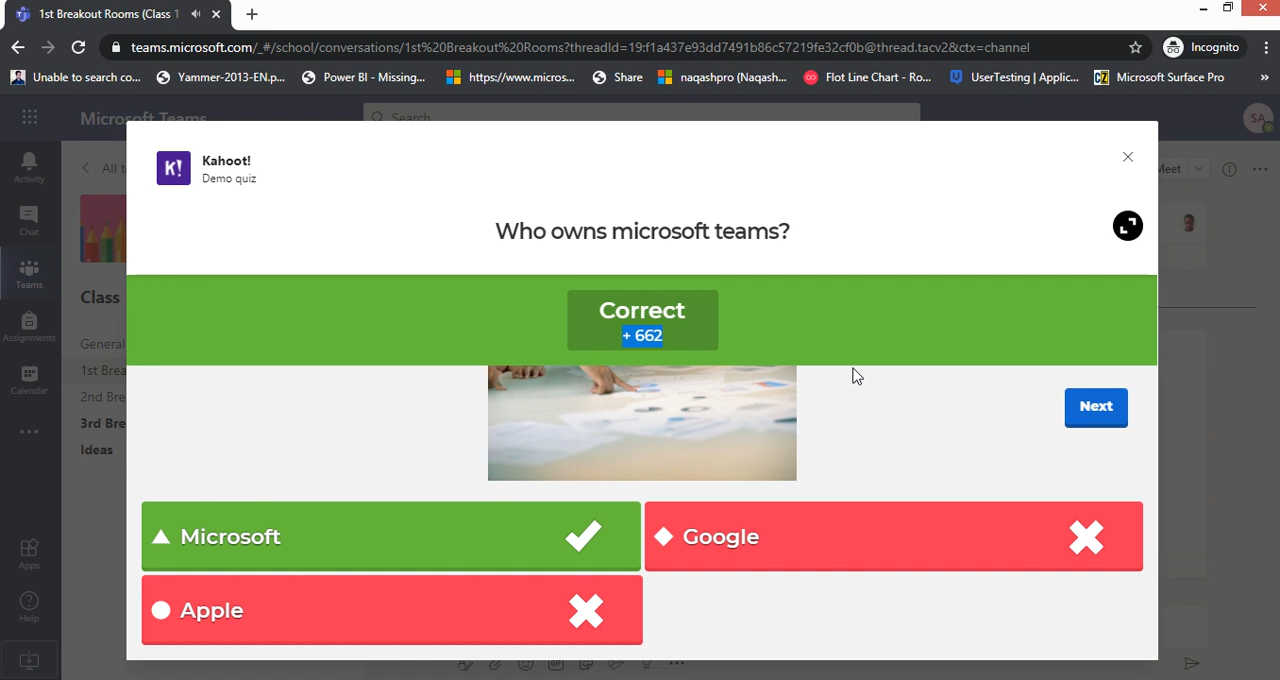 1st Breakout Rooms (Class 1
teams.microsoft.com/_#/school/conversations/1st%20Breakout%20Rooms?threadId=19:f1a437e93dd7491b86c57219fe32cf0b@thread.tacv2&ctx=channel
Incognito
Unable to search co... Yammer-2013-EN.p... Power BI - Missing... https://www.micros... Share naqashpro (Naqash... Flot Line Chart - Ro... UserTesting | Applic... Microsoft Surface Pro »
Microsoft Teams Search SA
Activity
Chat
Teams
Assignments
Calendar
Apps
Help
All t
Meet
Class
General
1st Brea
2nd Bre
3rd Bre
Ideas
K!
Kahoot!
Demo quiz
Who owns microsoft teams?
Correct
+ 662
Next
Microsoft
Google
Apple
GIF